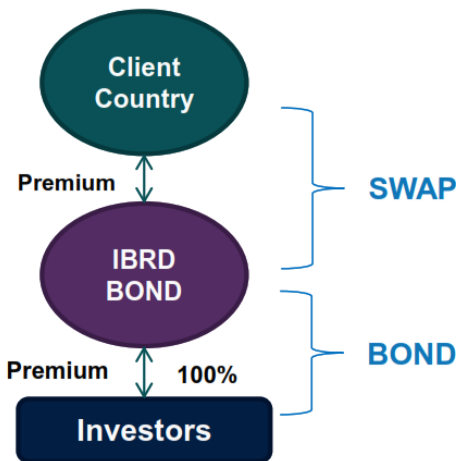 Client
Country
Premium
SWAP
IBRD
BOND
BOND
Premium
100%
Investors